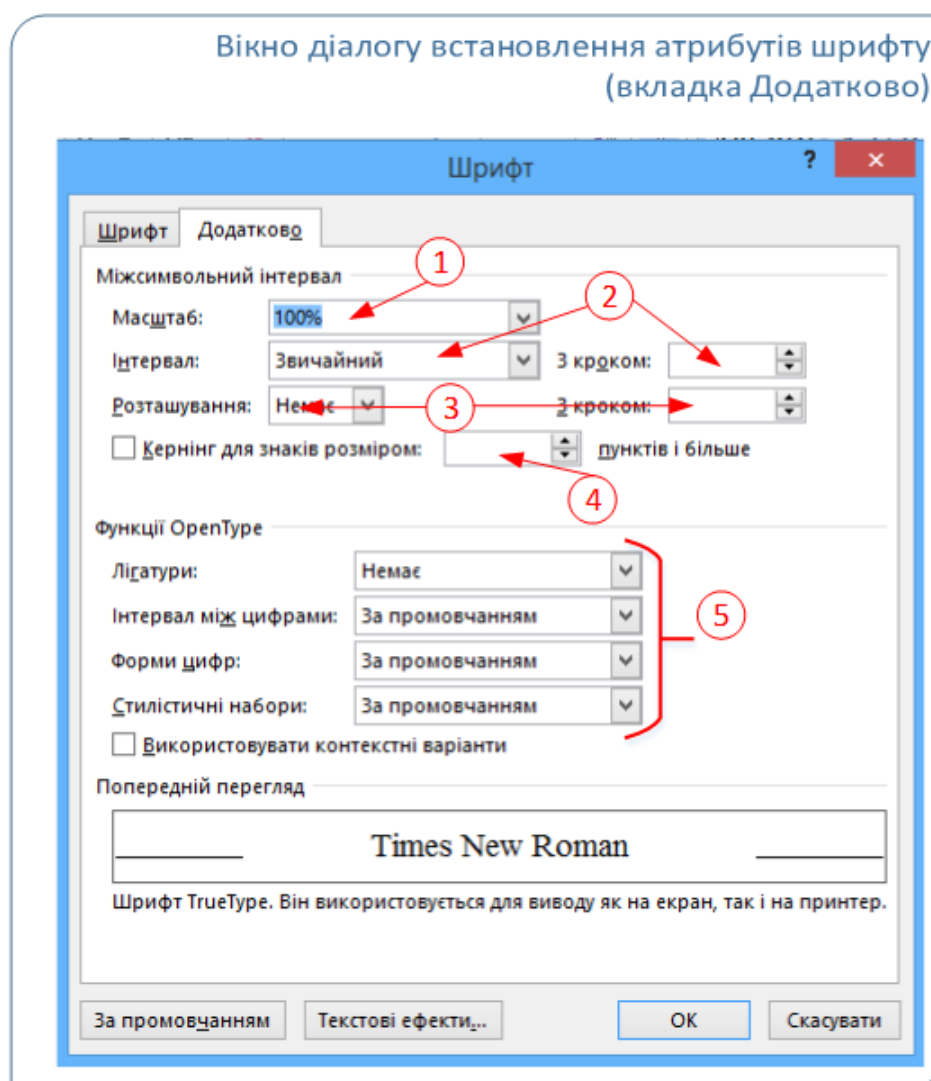 Вікно діалогу встановлення атрибутів шрифту
(вкладка Додатково)
Шрифт ? ×
Шрифт Додатково
1
Міжсимвольний інтервал
2
Масштаб: 100%
Інтервал: Звичайний З кроком:
Розташування: Немає 3 З кроком:
Кернінг для знаків розміром: пунктів і більше
4
Функції OpenType
Лігатури: Немає
Інтервал між цифрами: За промовчанням 5
Форми цифр: За промовчанням
Стилістичні набори: За промовчанням
Використовувати контекстні варіанти
Попередній перегляд
Times New Roman
Шрифт TrueType. Він використовується для виводу як на екран, так і на принтер.
За промовчанням Текстові ефекти... ОК Скасувати